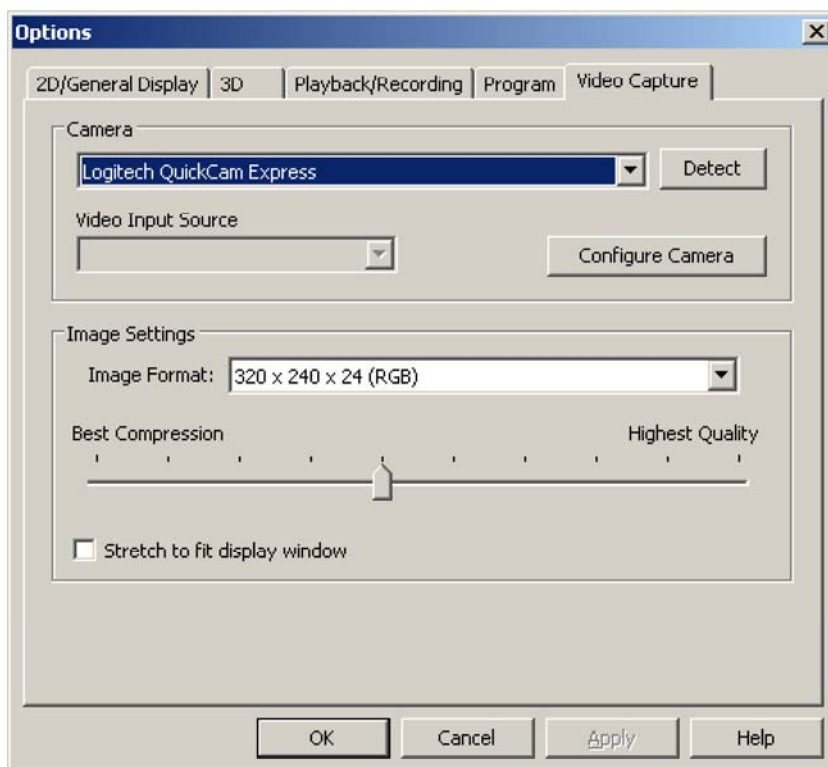 Options
2D/General Display 3D Playback/Recording Program Video Capture
Camera
Logitech QuickCam Express Detect
Video Input Source
Configure Camera
Image Settings
Image Format: 320 x 240 x 24 (RGB)
Best Compression Highest Quality
Stretch to fit display window
OK Cancel Apply Help